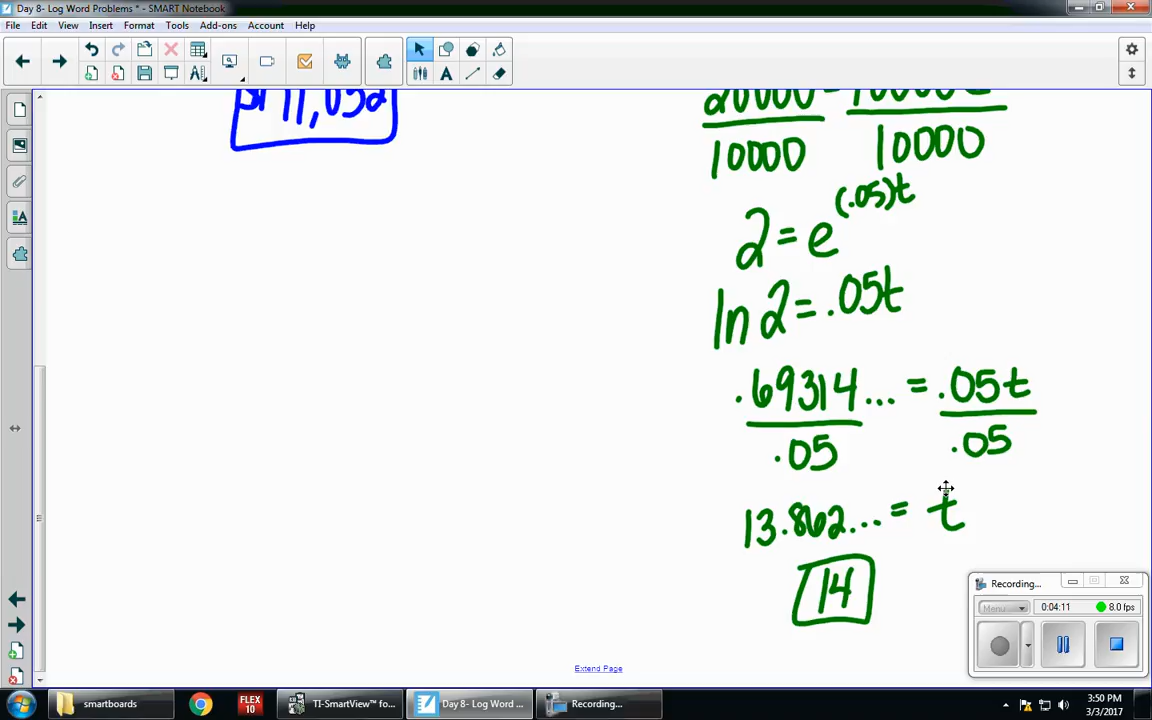 Day 8- Log Word Problems * - SMART Notebook
File Edit View Insert Format Tools Add-ons Account Help
20000 = 10000e
10000 10000
2 = e^(.05)t
ln 2 = .05t
.69314... = .05t
.05 .05
13.862... = t
14
Extend Page
Recording...
Menu
0:04:11 8.0 fps
smartboards
FLEX 10
TI-SmartView™ fo...
Day 8- Log Word ...
Recording...
3:50 PM
3/3/2017